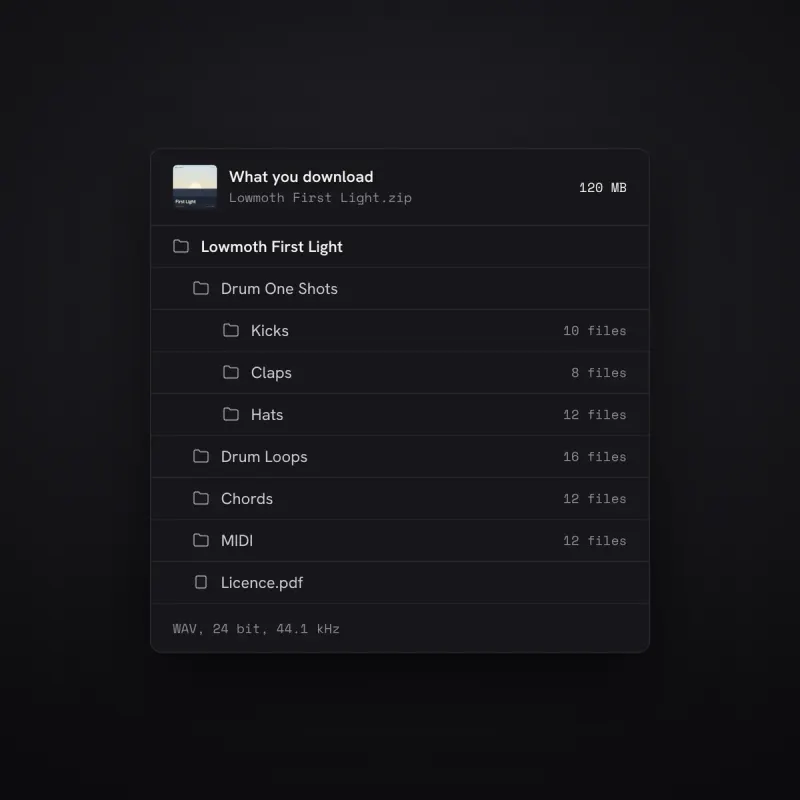 What you download
Lowmoth First Light.zip
120 MB
First Light
Lowmoth First Light
Drum One Shots
Kicks 10 files
Claps 8 files
Hats 12 files
Drum Loops 16 files
Chords 12 files
MIDI 12 files
Licence.pdf
WAV, 24 bit, 44.1 kHz